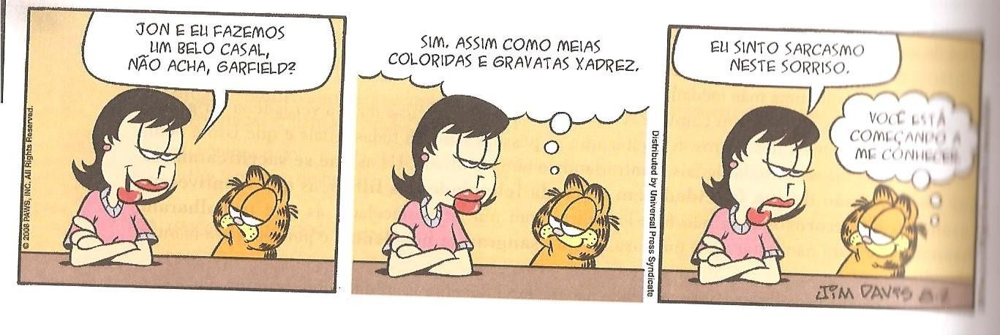 JON E EU FAZEMOS
UM BELO CASAL,
NÃO ACHA, GARFIELD?
© 2008 PAWS, INC. All Rights Reserved.
SIM. ASSIM COMO MEIAS
COLORIDAS E GRAVATAS XADREZ.
Distributed by Universal Press Syndicate
EU SINTO SARCASMO
NESTE SORRISO.
VOCÊ ESTÁ
COMEÇANDO A
ME CONHECER
JIM DAVIS